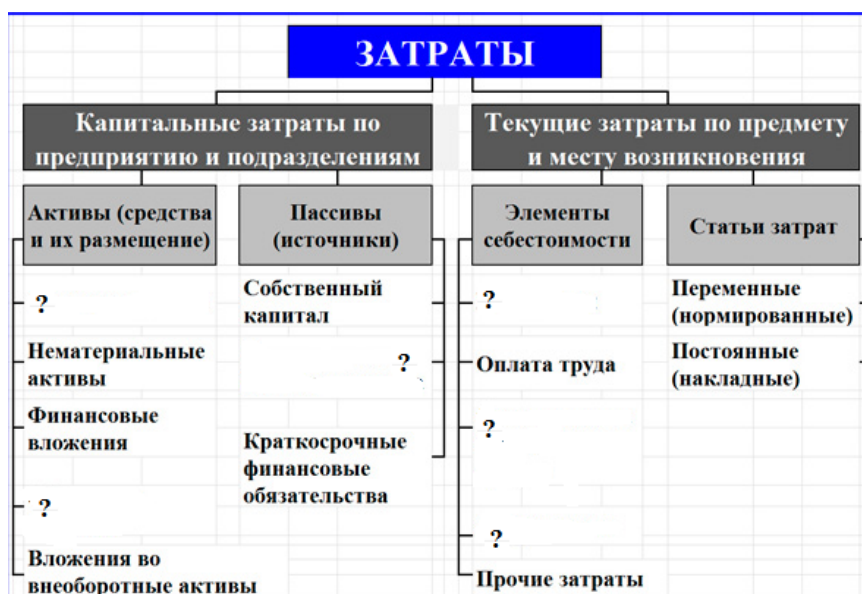 ЗАТРАТЫ
Капитальные затраты по
предприятию и подразделениям
Текущие затраты по предмету
и месту возникновения
Активы (средства
и их размещение)
Пассивы
(источники)
Элементы
себестоимости
Статьи затрат
?
Нематериальные
активы
Финансовые
вложения
?
Вложения во
внеоборотные активы
Собственный
капитал
?
Краткосрочные
финансовые
обязательства
?
Оплата труда
?
?
Прочие затраты
Переменные
(нормированные)
Постоянные
(накладные)